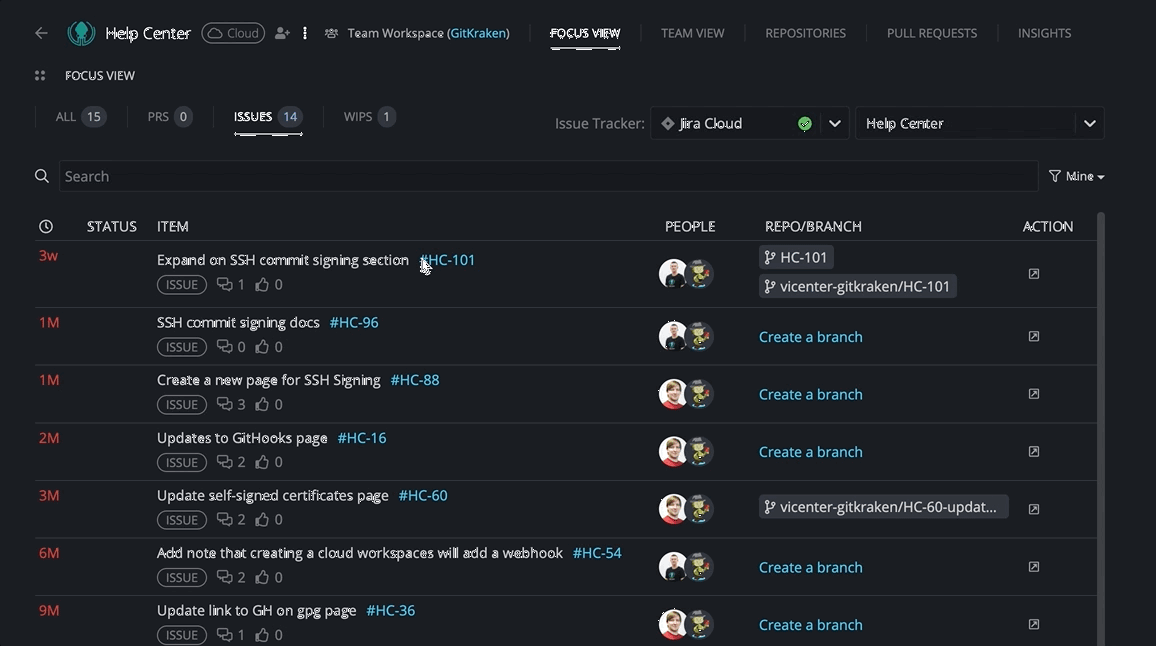 Help Center Cloud Team Workspace (GitKraken) FOCUS VIEW TEAM VIEW REPOSITORIES PULL REQUESTS INSIGHTS
FOCUS VIEW
ALL 15 PRS 0 ISSUES 14 WIPS 1 Issue Tracker: Jira Cloud Help Center
Search Mine
STATUS ITEM PEOPLE REPO/BRANCH ACTION
3w Expand on SSH commit signing section #HC-101 HC-101
ISSUE 1 0 vicenter-gitkraken/HC-101
1M SSH commit signing docs #HC-96 Create a branch
ISSUE 0 0
1M Create a new page for SSH Signing #HC-88 Create a branch
ISSUE 3 0
2M Updates to GitHooks page #HC-16 Create a branch
ISSUE 2 0
3M Update self-signed certificates page #HC-60 vicenter-gitkraken/HC-60-updat...
ISSUE 2 0
6M Add note that creating a cloud workspaces will add a webhook #HC-54 Create a branch
ISSUE 2 0
9M Update link to GH on gpg page #HC-36 Create a branch
ISSUE 1 0